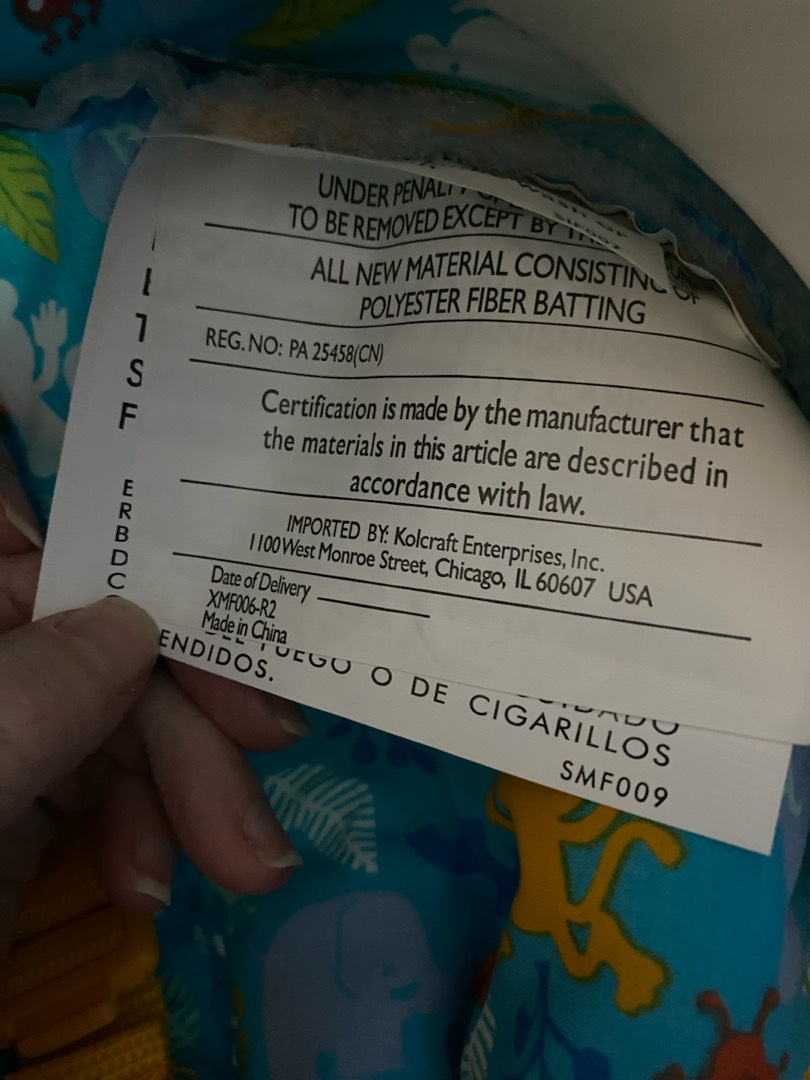 UNDER
TO BE REMOVED EXCEPT BY
ALL NEW MATERIAL CONSISTING OF
POLYESTER FIBER BATTING
REG. NO: PA 25458(CN)
Certification is made by the manufacturer that
the materials in this article are described in
accordance with law.
IMPORTED BY: Kolcraft Enterprises, Inc.
1100 West Monroe Street, Chicago, IL 60607 USA
Date of Delivery
XMF006-R2
Made in China
S
F
E
R
B
D
C
O DE CIGARILLOS
ENDIDOS.
SMF009